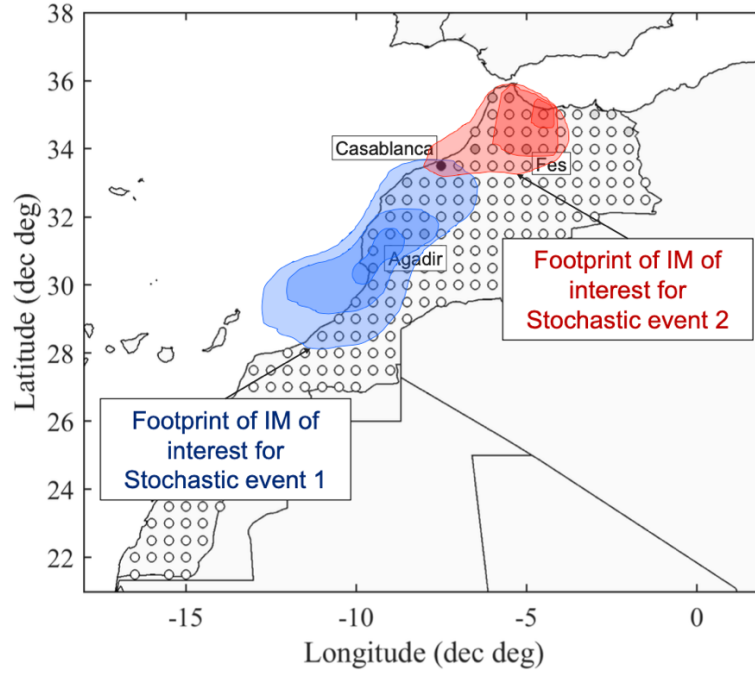 38
36
34
32
30
28
26
24
22
Latitude (dec deg)
Casablanca
Fes
Agadir
Footprint of IM of
interest for
Stochastic event 2
Footprint of IM of
interest for
Stochastic event 1
-15
-10
-5
0
Longitude (dec deg)